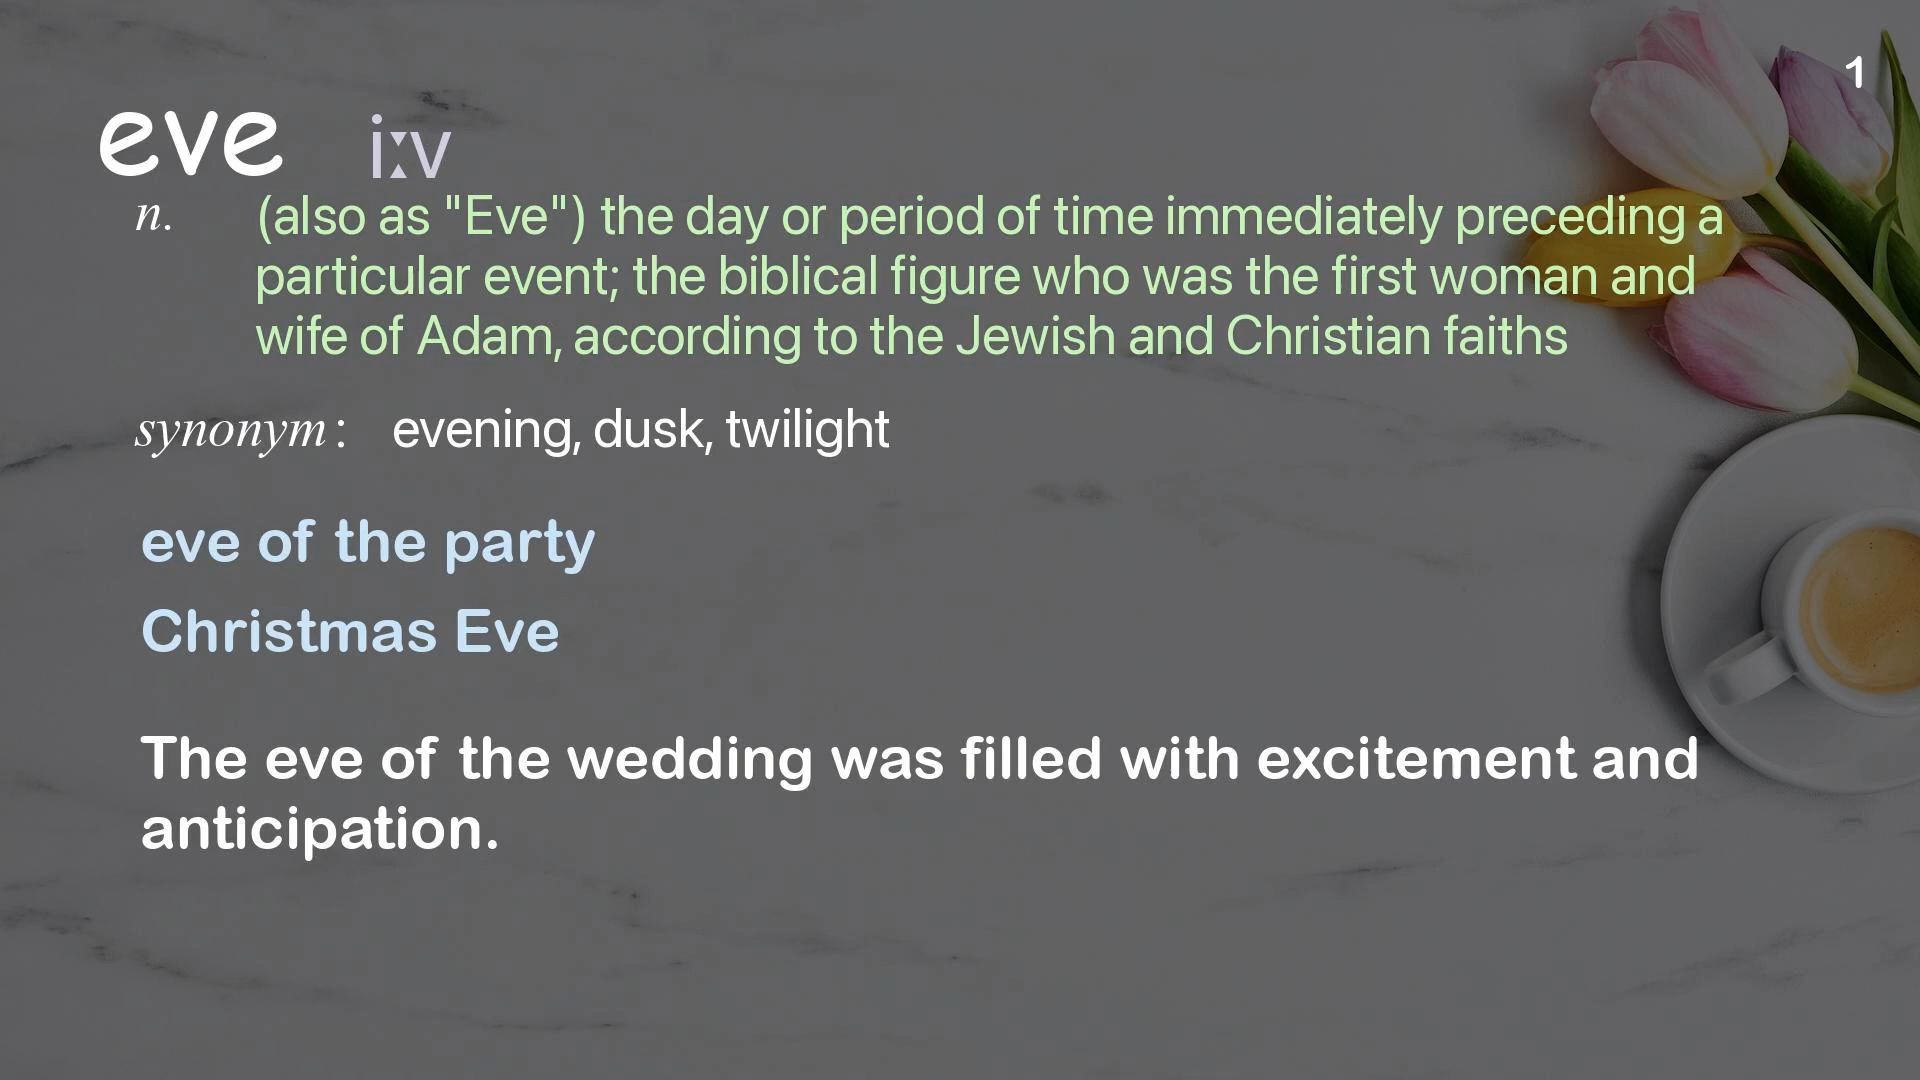 1
eve iːv
n. (also as "Eve") the day or period of time immediately preceding a
particular event; the biblical figure who was the first woman and
wife of Adam, according to the Jewish and Christian faiths
synonym: evening, dusk, twilight
eve of the party
Christmas Eve
The eve of the wedding was filled with excitement and
anticipation.